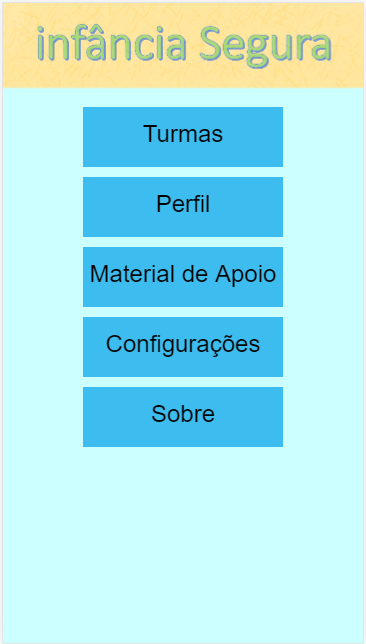 infância Segura
Turmas
Perfil
Material de Apoio
Configurações
Sobre